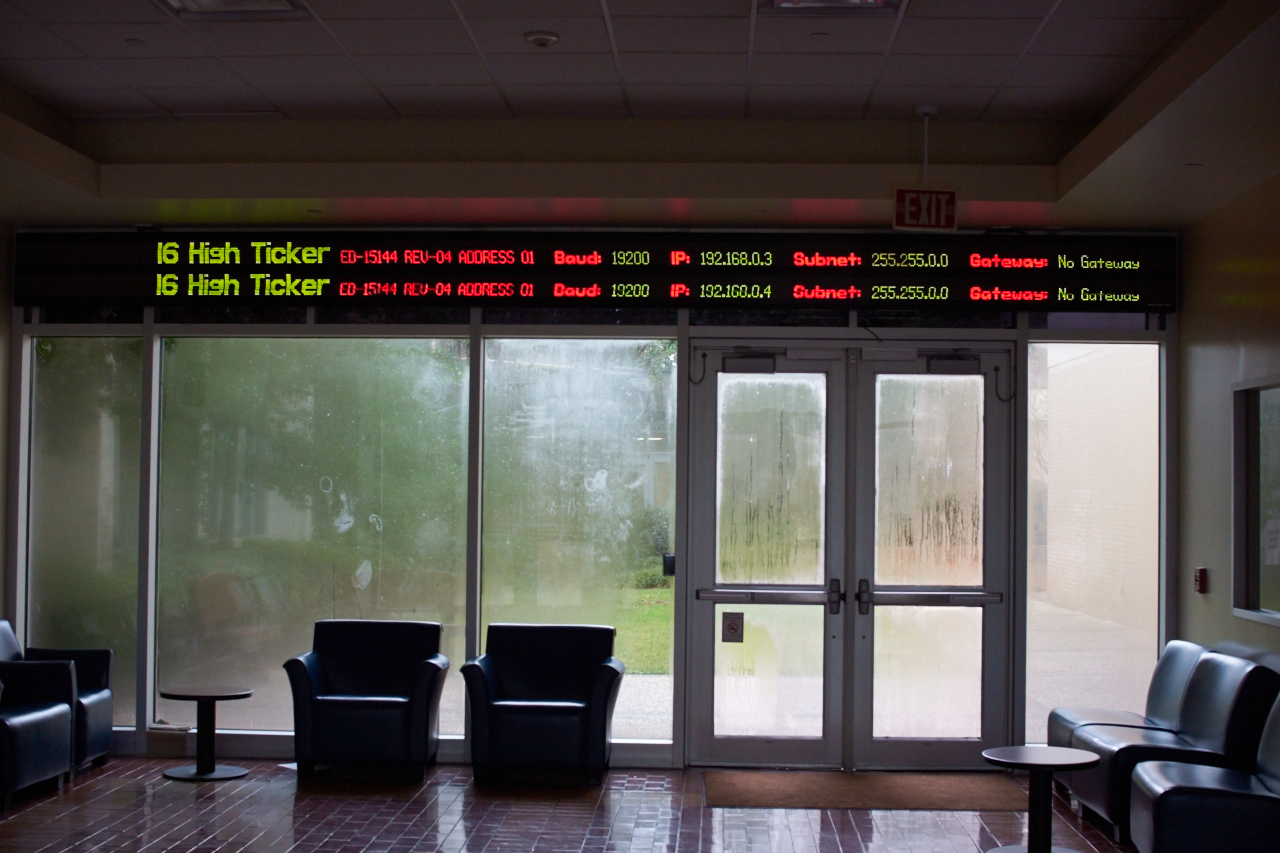 EXIT
16 High Ticker ED-15144 REV-04 ADDRESS 01 Baud: 19200 IP: 192.168.0.3 Subnet: 255.255.0.0 Gateway: No Gateway
16 High Ticker ED-15144 REV-04 ADDRESS 01 Baud: 19200 IP: 192.168.0.4 Subnet: 255.255.0.0 Gateway: No Gateway